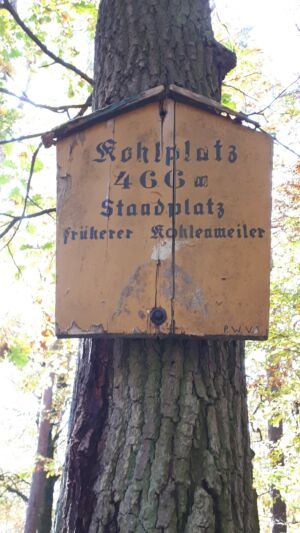 Kohlplatz
466 m
Standplatz
früherer Kohlenmeiler
P.W.V.